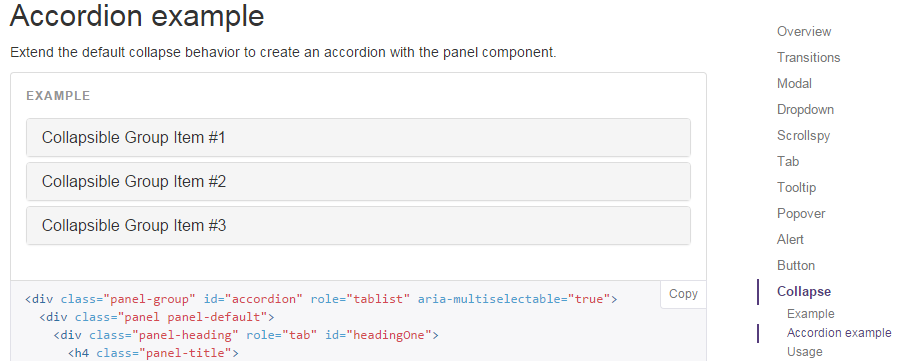 Accordion example
Extend the default collapse behavior to create an accordion with the panel component.
EXAMPLE
Collapsible Group Item #1
Collapsible Group Item #2
Collapsible Group Item #3
Copy
<div class="panel-group" id="accordion" role="tablist" aria-multiselectable="true">
<div class="panel panel-default">
<div class="panel-heading" role="tab" id="headingOne">
<h4 class="panel-title">
Overview
Transitions
Modal
Dropdown
Scrollspy
Tab
Tooltip
Popover
Alert
Button
Collapse
Example
Accordion example
Usage